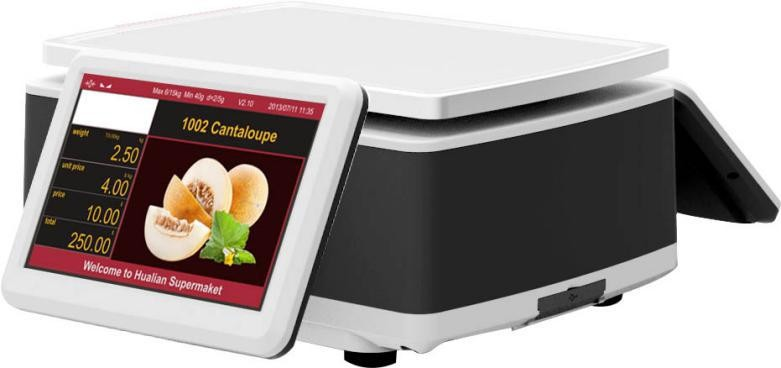 Max 6/15kg Min 40g d=2/5g V2.10 2013/07/11 11:35
1002 Cantaloupe
weight
kg
2.50
unit price
4.00
price
10.00
total
250.00
Welcome to Hualian Supermaket